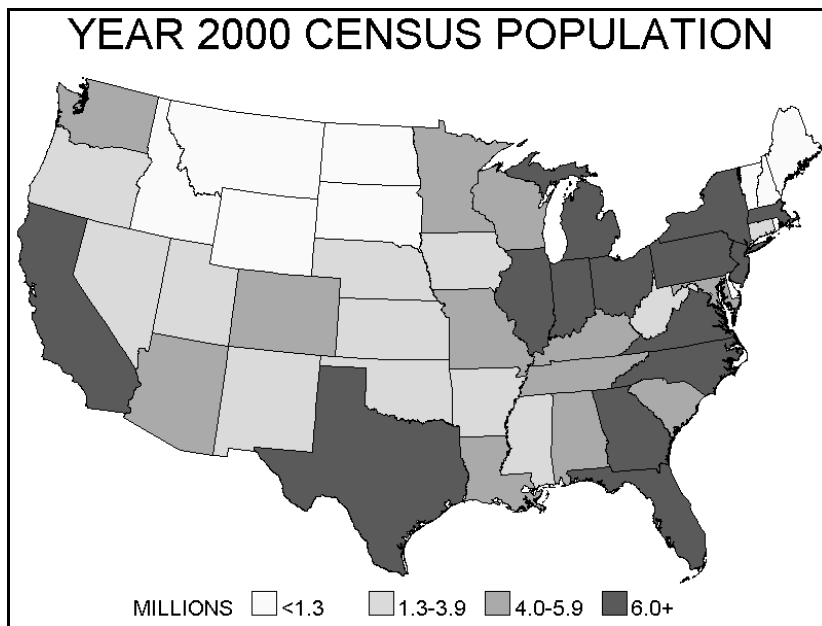 YEAR 2000 CENSUS POPULATION
MILLIONS <1.3 1.3-3.9 4.0-5.9 6.0+